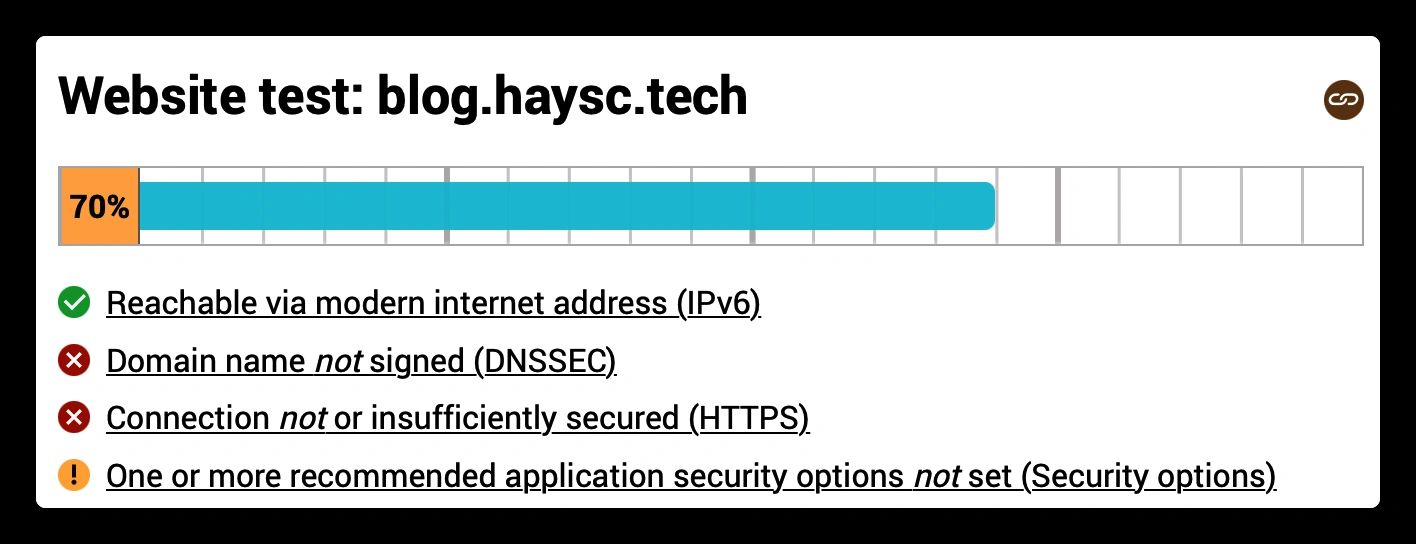 Website test: blog.haysc.tech
70%
Reachable via modern internet address (IPv6)
Domain name not signed (DNSSEC)
Connection not or insufficiently secured (HTTPS)
! One or more recommended application security options not set (Security options)